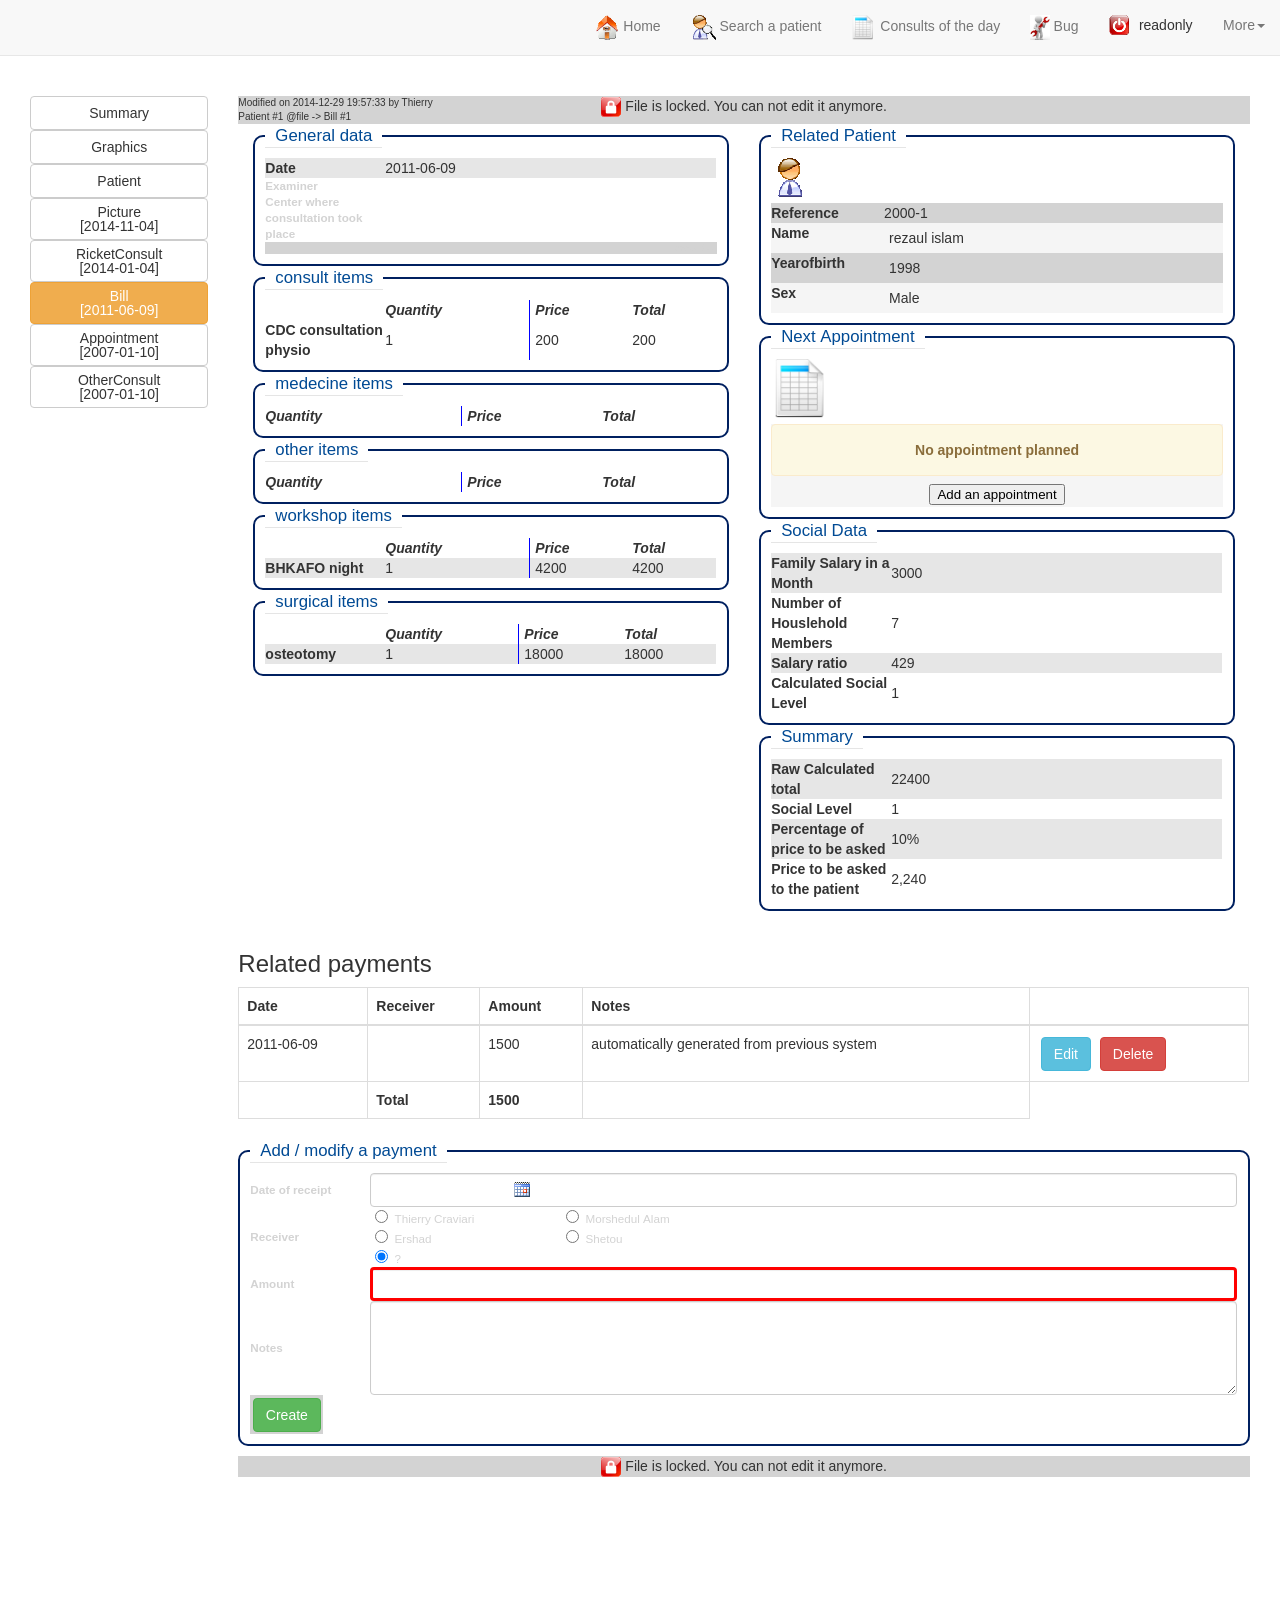 Home Search a patient Consults of the day Bug readonly More
Summary
Graphics
Patient
Picture
[2014-11-04]
RicketConsult
[2014-01-04]
Bill
[2011-06-09]
Appointment
[2007-01-10]
OtherConsult
[2007-01-10]
Modified on 2014-12-29 19:57:33 by Thierry
Patient #1 @file -> Bill #1
File is locked. You can not edit it anymore.
General data
Date 2011-06-09
Examiner
Center where
consultation took
place
consult items
Quantity Price Total
CDC consultation
physio 1 200 200
medecine items
Quantity Price Total
other items
Quantity Price Total
workshop items
Quantity Price Total
BHKAFO night 1 4200 4200
surgical items
Quantity Price Total
osteotomy 1 18000 18000
Related Patient
Reference 2000-1
Name rezaul islam
Yearofbirth 1998
Sex Male
Next Appointment
No appointment planned
Add an appointment
Social Data
Family Salary in a
Month 3000
Number of
Houslehold
Members 7
Salary ratio 429
Calculated Social
Level 1
Summary
Raw Calculated
total 22400
Social Level 1
Percentage of
price to be asked 10%
Price to be asked
to the patient 2,240
Related payments
Date Receiver Amount Notes
2011-06-09 1500 automatically generated from previous system Edit Delete
Total 1500
Add / modify a payment
Date of receipt
Receiver
Thierry Craviari Morshedul Alam
Ershad Shetou
?
Amount
Notes
Create
File is locked. You can not edit it anymore.